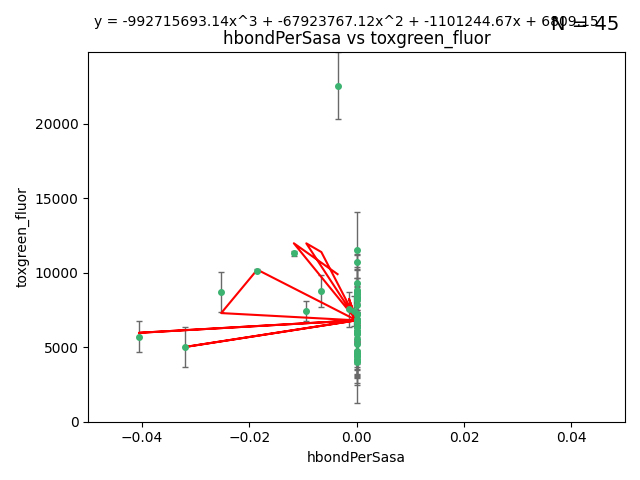 y = -992715693.14x^3 + -67923767.12x^2 + -1101244.67x + 6809.15
N = 45
hbondPerSasa vs toxgreen_fluor
toxgreen_fluor
20000
15000
10000
5000
0
−0.04 −0.02 0.00 0.02 0.04
hbondPerSasa